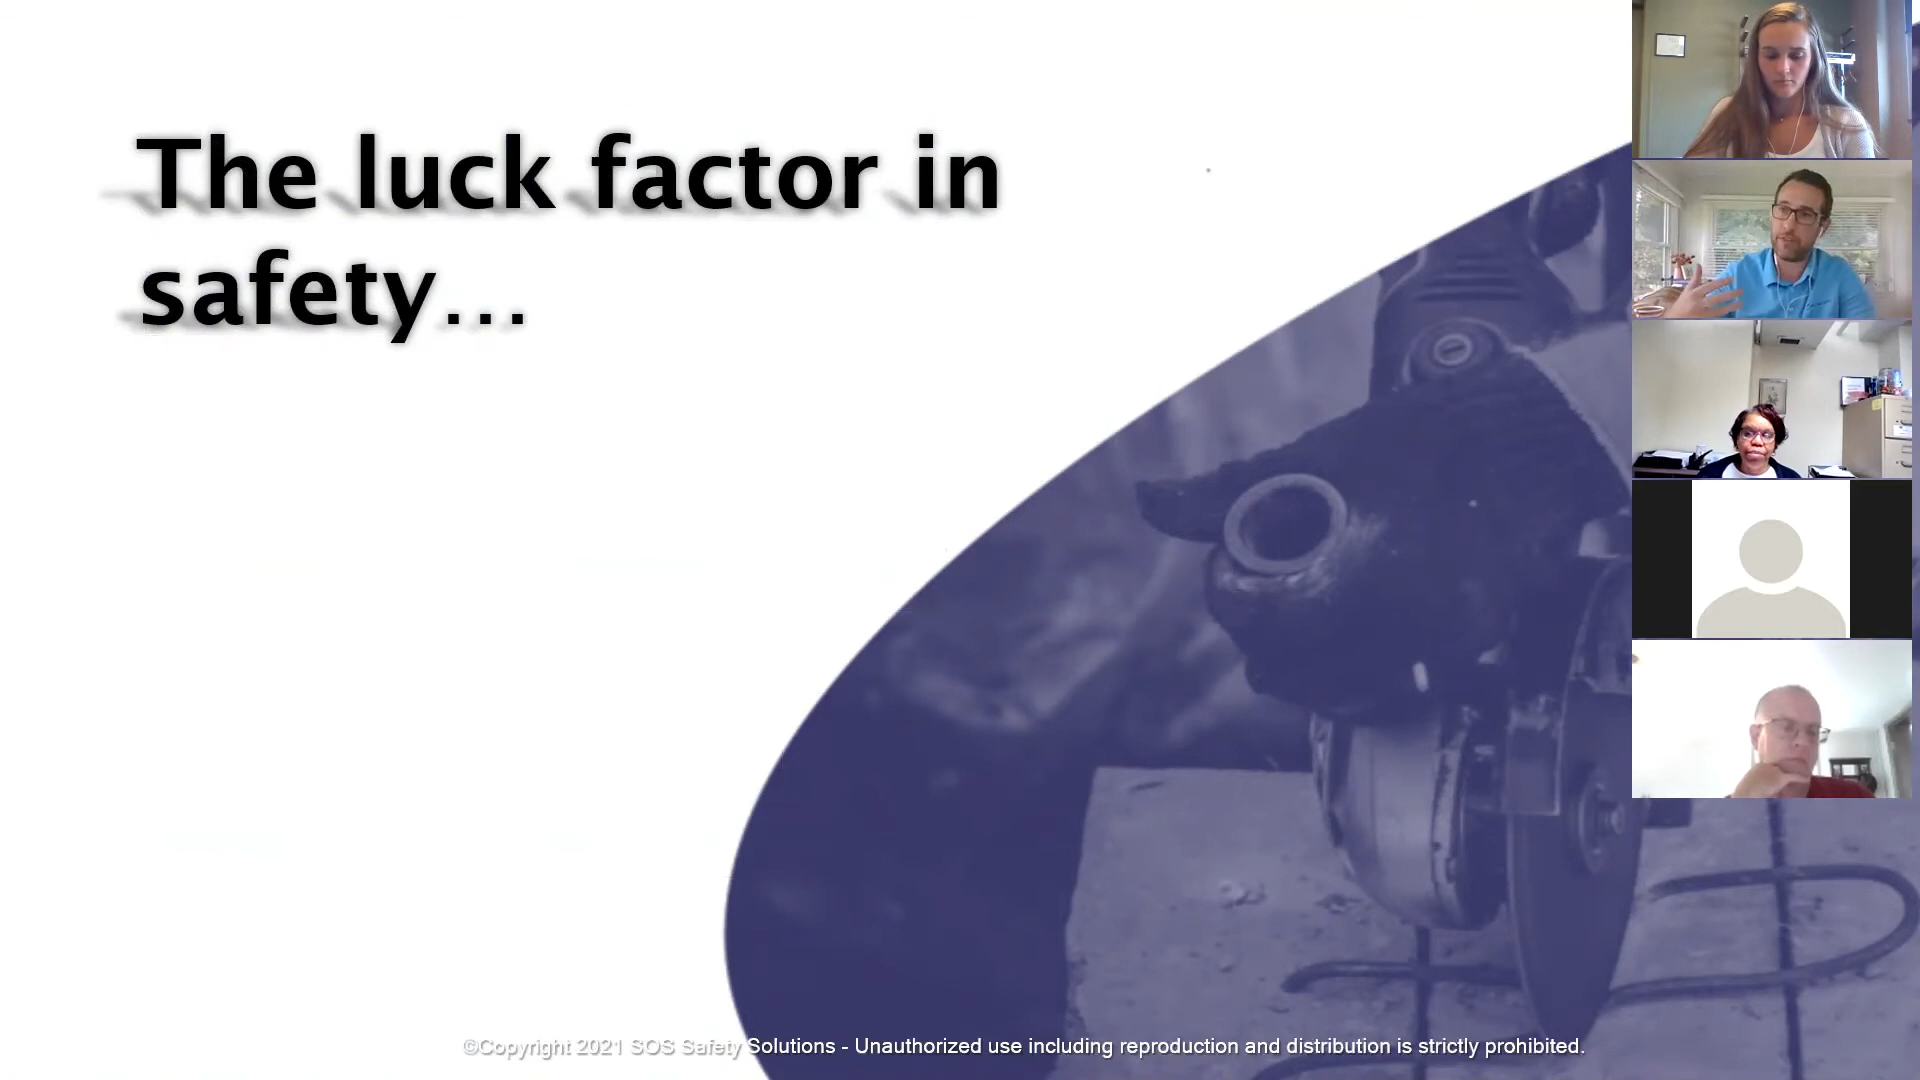 The luck factor in
safety...
©Copyright 2021 SOS Safety Solutions - Unauthorized use including reproduction and distribution is strictly prohibited.